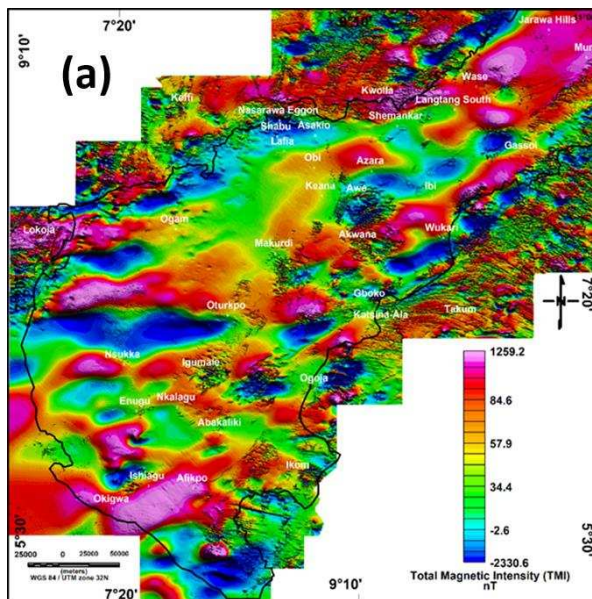 7°20'
9°10'
(a)
Jarawa Hills
Mur
Wase
Kwolla
Keffi
Langtang South
Nasarawa Eggon
Shemankar
Shabu
Asakio
Lafia
Gassol
Obi
Azara
Keana
Awe
Ibi
Ogam
Lokoja
Wukari
Akwana
Makurdi
7°20'
Gboko
Oturkpo
Katsina-Ala
Takum
N
1259.2
Nsukka
Igumale
84.6
Ogoja
Enugu
Nkalagu
57.9
Abakaliki
34.4
Ikom
Ishiagu
Afikpo
Okigwa
-2.6
5°30'
5°30'
25000 0 25000 50000
(meters)
WGS 84 / UTM zone 32N
-2330.6
Total Magnetic Intensity (TMI)
nT
7°20'
9°10'